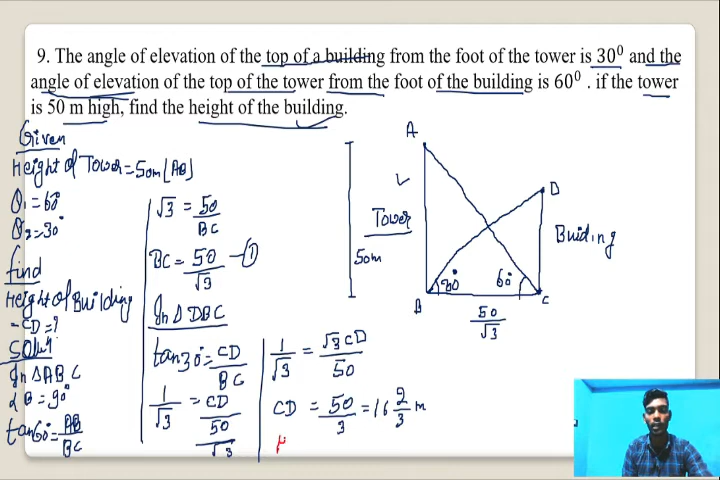 9. The angle of elevation of the top of a building from the foot of the tower is 30⁰ and the
angle of elevation of the top of the tower from the foot of the building is 60⁰ . if the tower
is 50 m high, find the height of the building.
Given
Height of Tower = 50m [AB]
θ₁ = 60°
θ₂ = 30°
find
Height of Building
= CD = ?
Soluⁿ
In ΔABC
∠B = 90°
tan60° = AB/BC
√3 = 50/BC
BC = 50/√3 —①
In Δ DBC
tan30° = CD/BC
1/√3 = CD/(50/√3)
1/√3 = √3 CD/50
CD = 50/3 = 16 2/3 m
A
D
Tower
50m
Buiding
30°
60°
B
C
50/√3